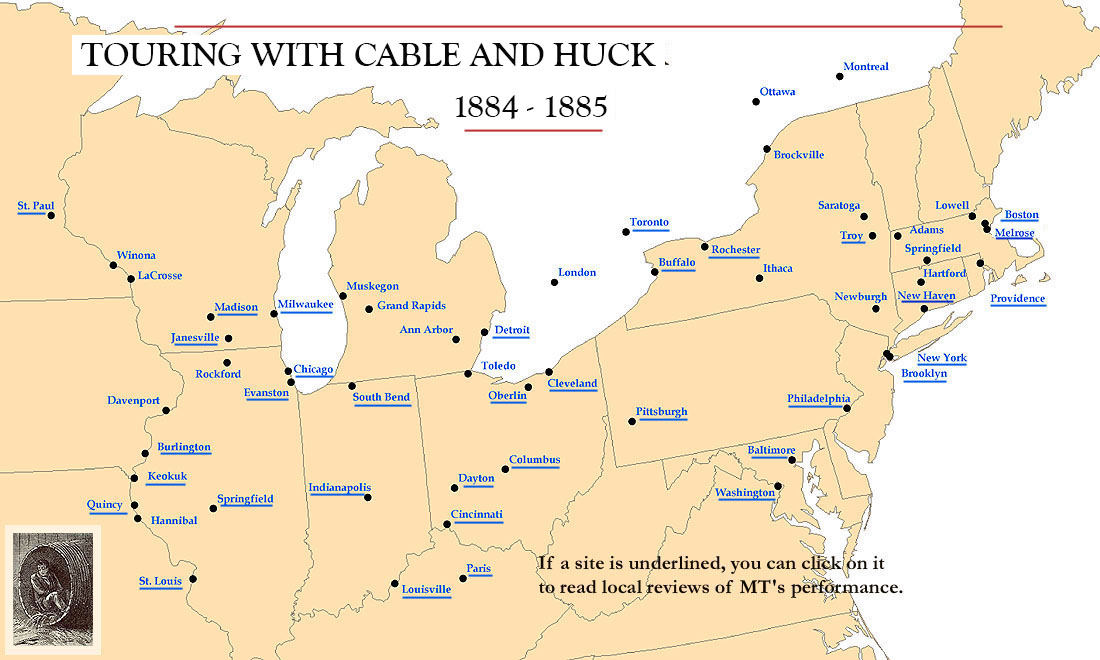 TOURING WITH CABLE AND HUCK
1884 - 1885
Montreal
Ottawa
Brockville
St. Paul
Saratoga
Lowell
Boston
Toronto
Troy
Adams
Melrose
Winona
Rochester
Springfield
LaCrosse
London
Buffalo
Ithaca
Hartford
Muskegon
Madison
Milwaukee
Grand Rapids
Newburgh
New Haven
Providence
Janesville
Ann Arbor
Detroit
Rockford
Chicago
Toledo
New York
Evanston
South Bend
Oberlin
Cleveland
Brooklyn
Davenport
Pittsburgh
Philadelphia
Burlington
Baltimore
Columbus
Keokuk
Dayton
Indianapolis
Washington
Quincy
Springfield
Hannibal
Cincinnati
If a site is underlined, you can click on it
to read local reviews of MT's performance.
Paris
St. Louis
Louisville